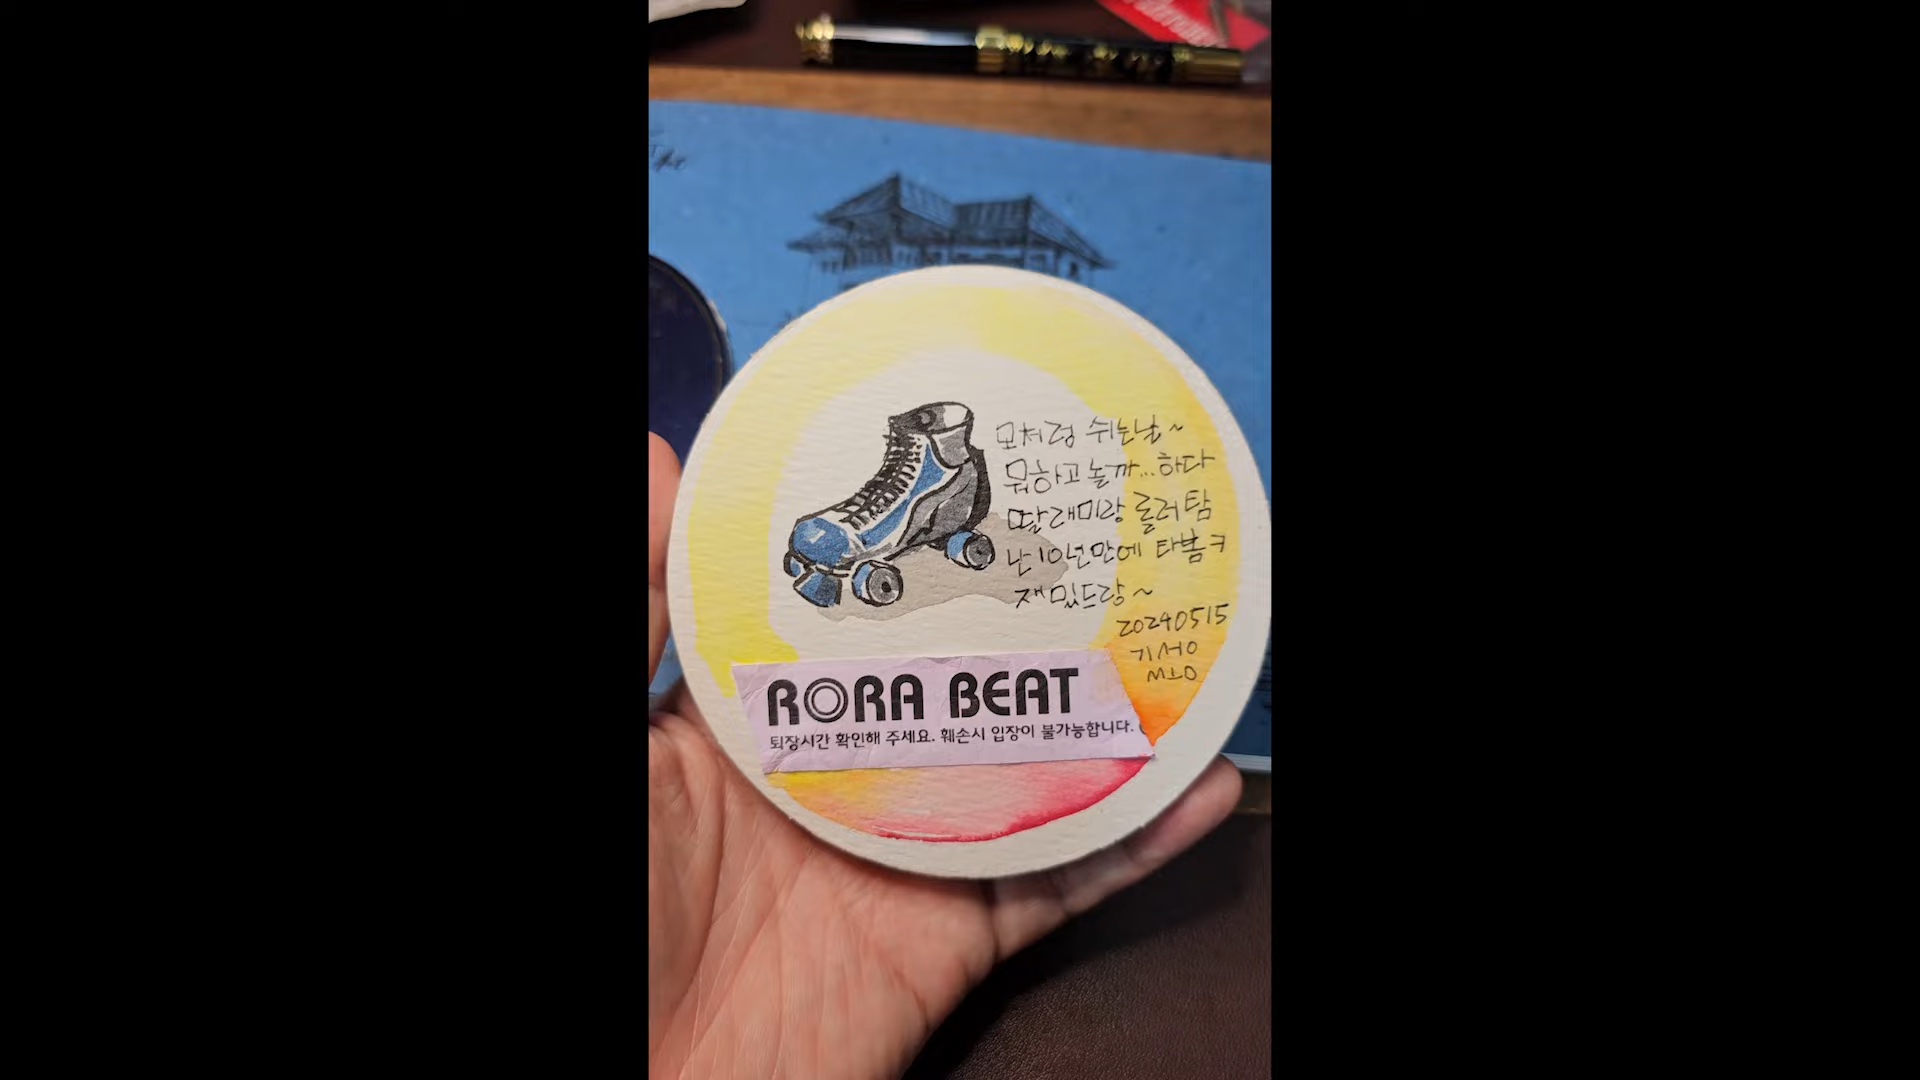 모처럼 쉬는날~
뭐하고 놀까...하다
딸래미랑 롤러탐
난 10년만에 타봄ㅋ
재밌드랑~
20240515
기서
RORA BEAT
퇴장시간 확인해 주세요. 훼손시 입장이 불가능합니다.